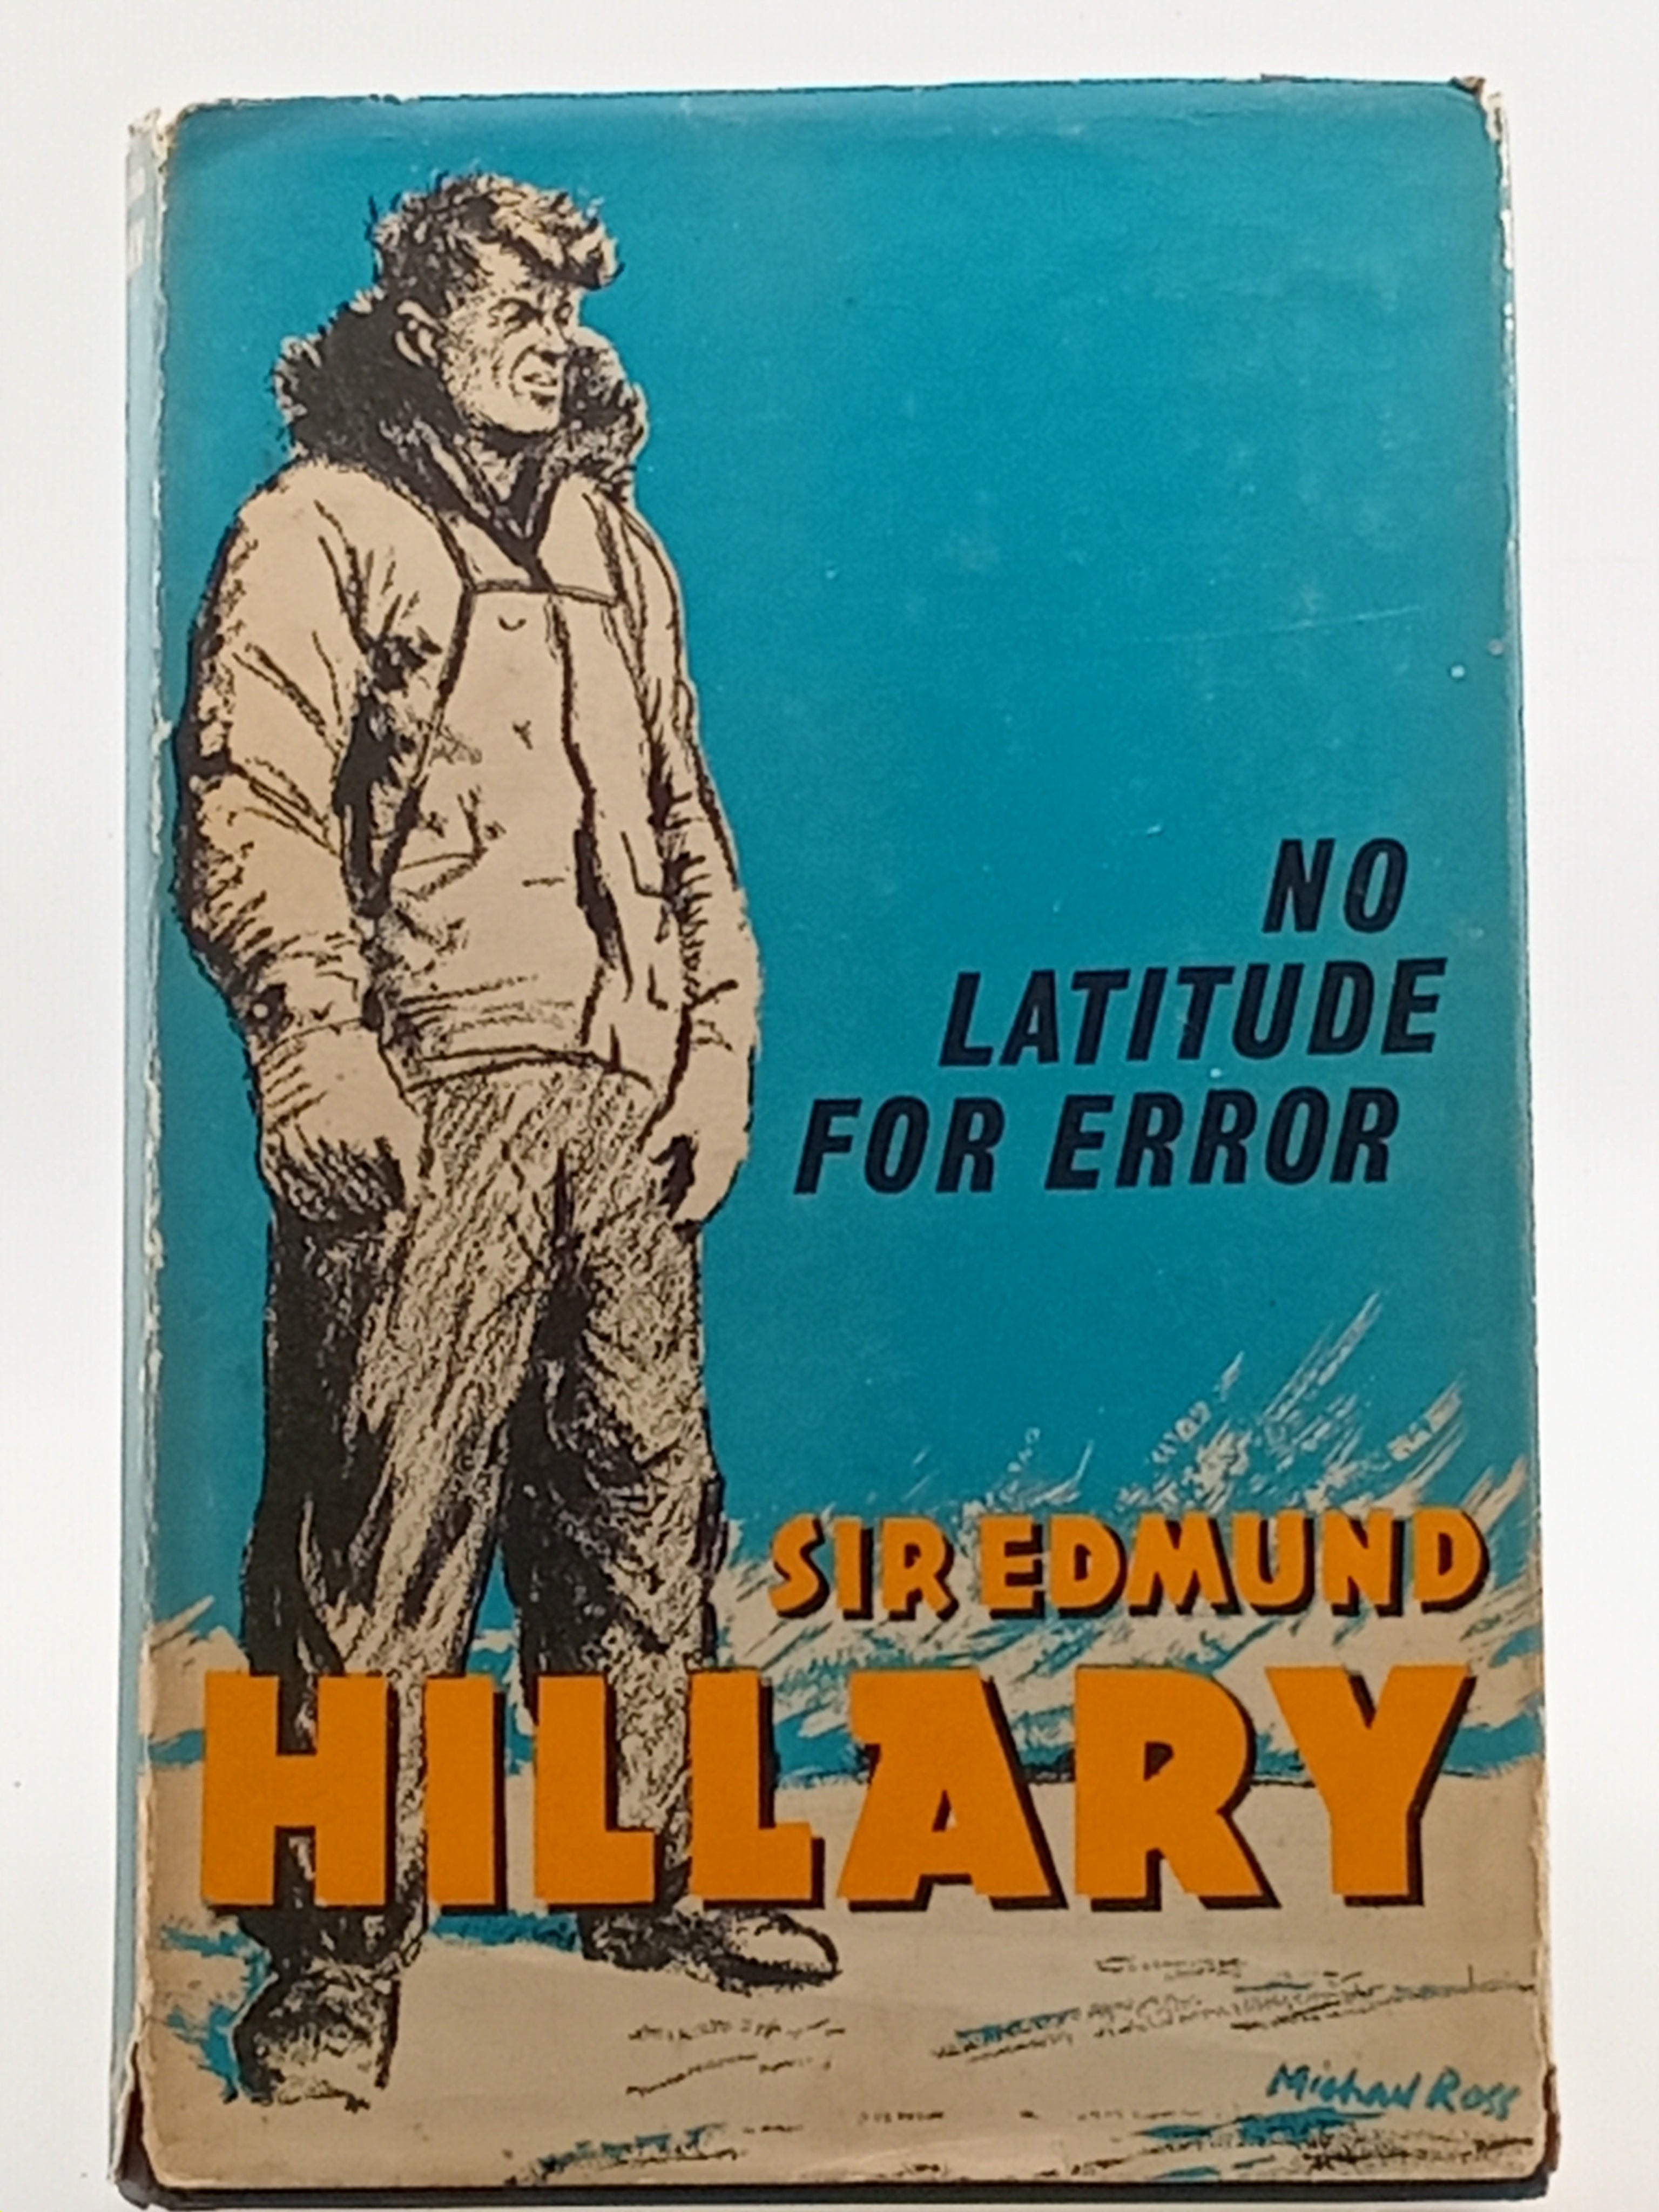 NO
LATITUDE
FOR ERROR
SIR EDMUND
HILLARY
Michael Ross